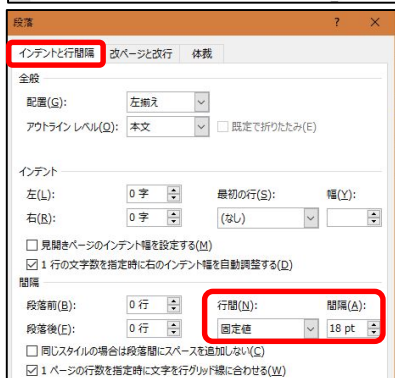 段落 ? ×
インデントと行間隔 改ページと改行 体裁
全般
配置(G): 左揃え
アウトライン レベル(O): 本文 既定で折りたたみ(E)
インデント
左(L): 0 字 最初の行(S): 幅(Y):
右(R): 0 字 (なし)
見開きページのインデント幅を設定する(M)
1 行の文字数を指定時に右のインデント幅を自動調整する(D)
間隔
段落前(B): 0 行 行間(N): 間隔(A):
段落後(F): 0 行 固定値 18 pt
同じスタイルの場合は段落間にスペースを追加しない(C)
1 ページの行数を指定時に文字を行グリッド線に合わせる(W)